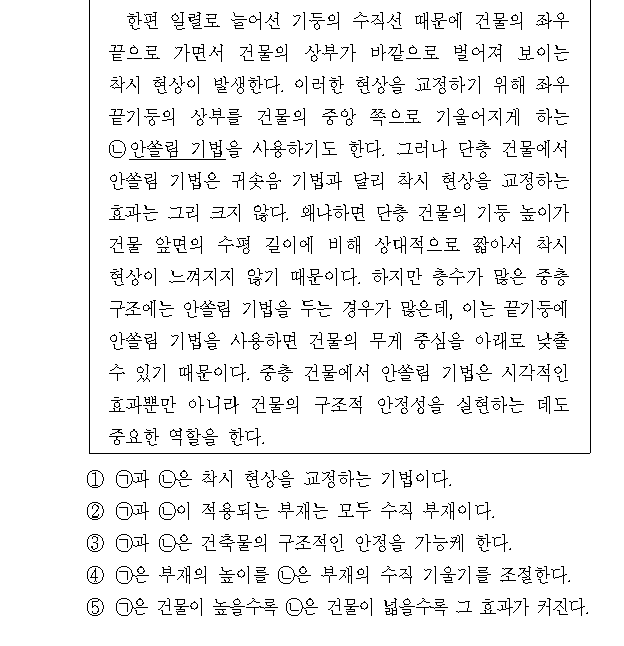 한편 일렬로 늘어선 기둥의 수직선 때문에 건물의 좌우
끝으로 가면서 건물의 상부가 바깥으로 벌어져 보이는
착시 현상이 발생한다. 이러한 현상을 교정하기 위해 좌우
끝기둥의 상부를 건물의 중앙 쪽으로 기울어지게 하는
㉡안쏠림 기법을 사용하기도 한다. 그러나 단층 건물에서
안쏠림 기법은 귀솟음 기법과 달리 착시 현상을 교정하는
효과는 그리 크지 않다. 왜냐하면 단층 건물의 기둥 높이가
건물 앞면의 수평 길이에 비해 상대적으로 짧아서 착시
현상이 느껴지지 않기 때문이다. 하지만 층수가 많은 중층
구조에는 안쏠림 기법을 두는 경우가 많은데, 이는 끝기둥에
안쏠림 기법을 사용하면 건물의 무게 중심을 아래로 낮출
수 있기 때문이다. 중층 건물에서 안쏠림 기법은 시각적인
효과뿐만 아니라 건물의 구조적 안정성을 실현하는 데도
중요한 역할을 한다.
① ㉠과 ㉡은 착시 현상을 교정하는 기법이다.
② ㉠과 ㉡이 적용되는 부재는 모두 수직 부재이다.
③ ㉠과 ㉡은 건축물의 구조적인 안정을 가능케 한다.
④ ㉠은 부재의 높이를 ㉡은 부재의 수직 기울기를 조절한다.
⑤ ㉠은 건물이 높을수록 ㉡은 건물이 넓을수록 그 효과가 커진다.